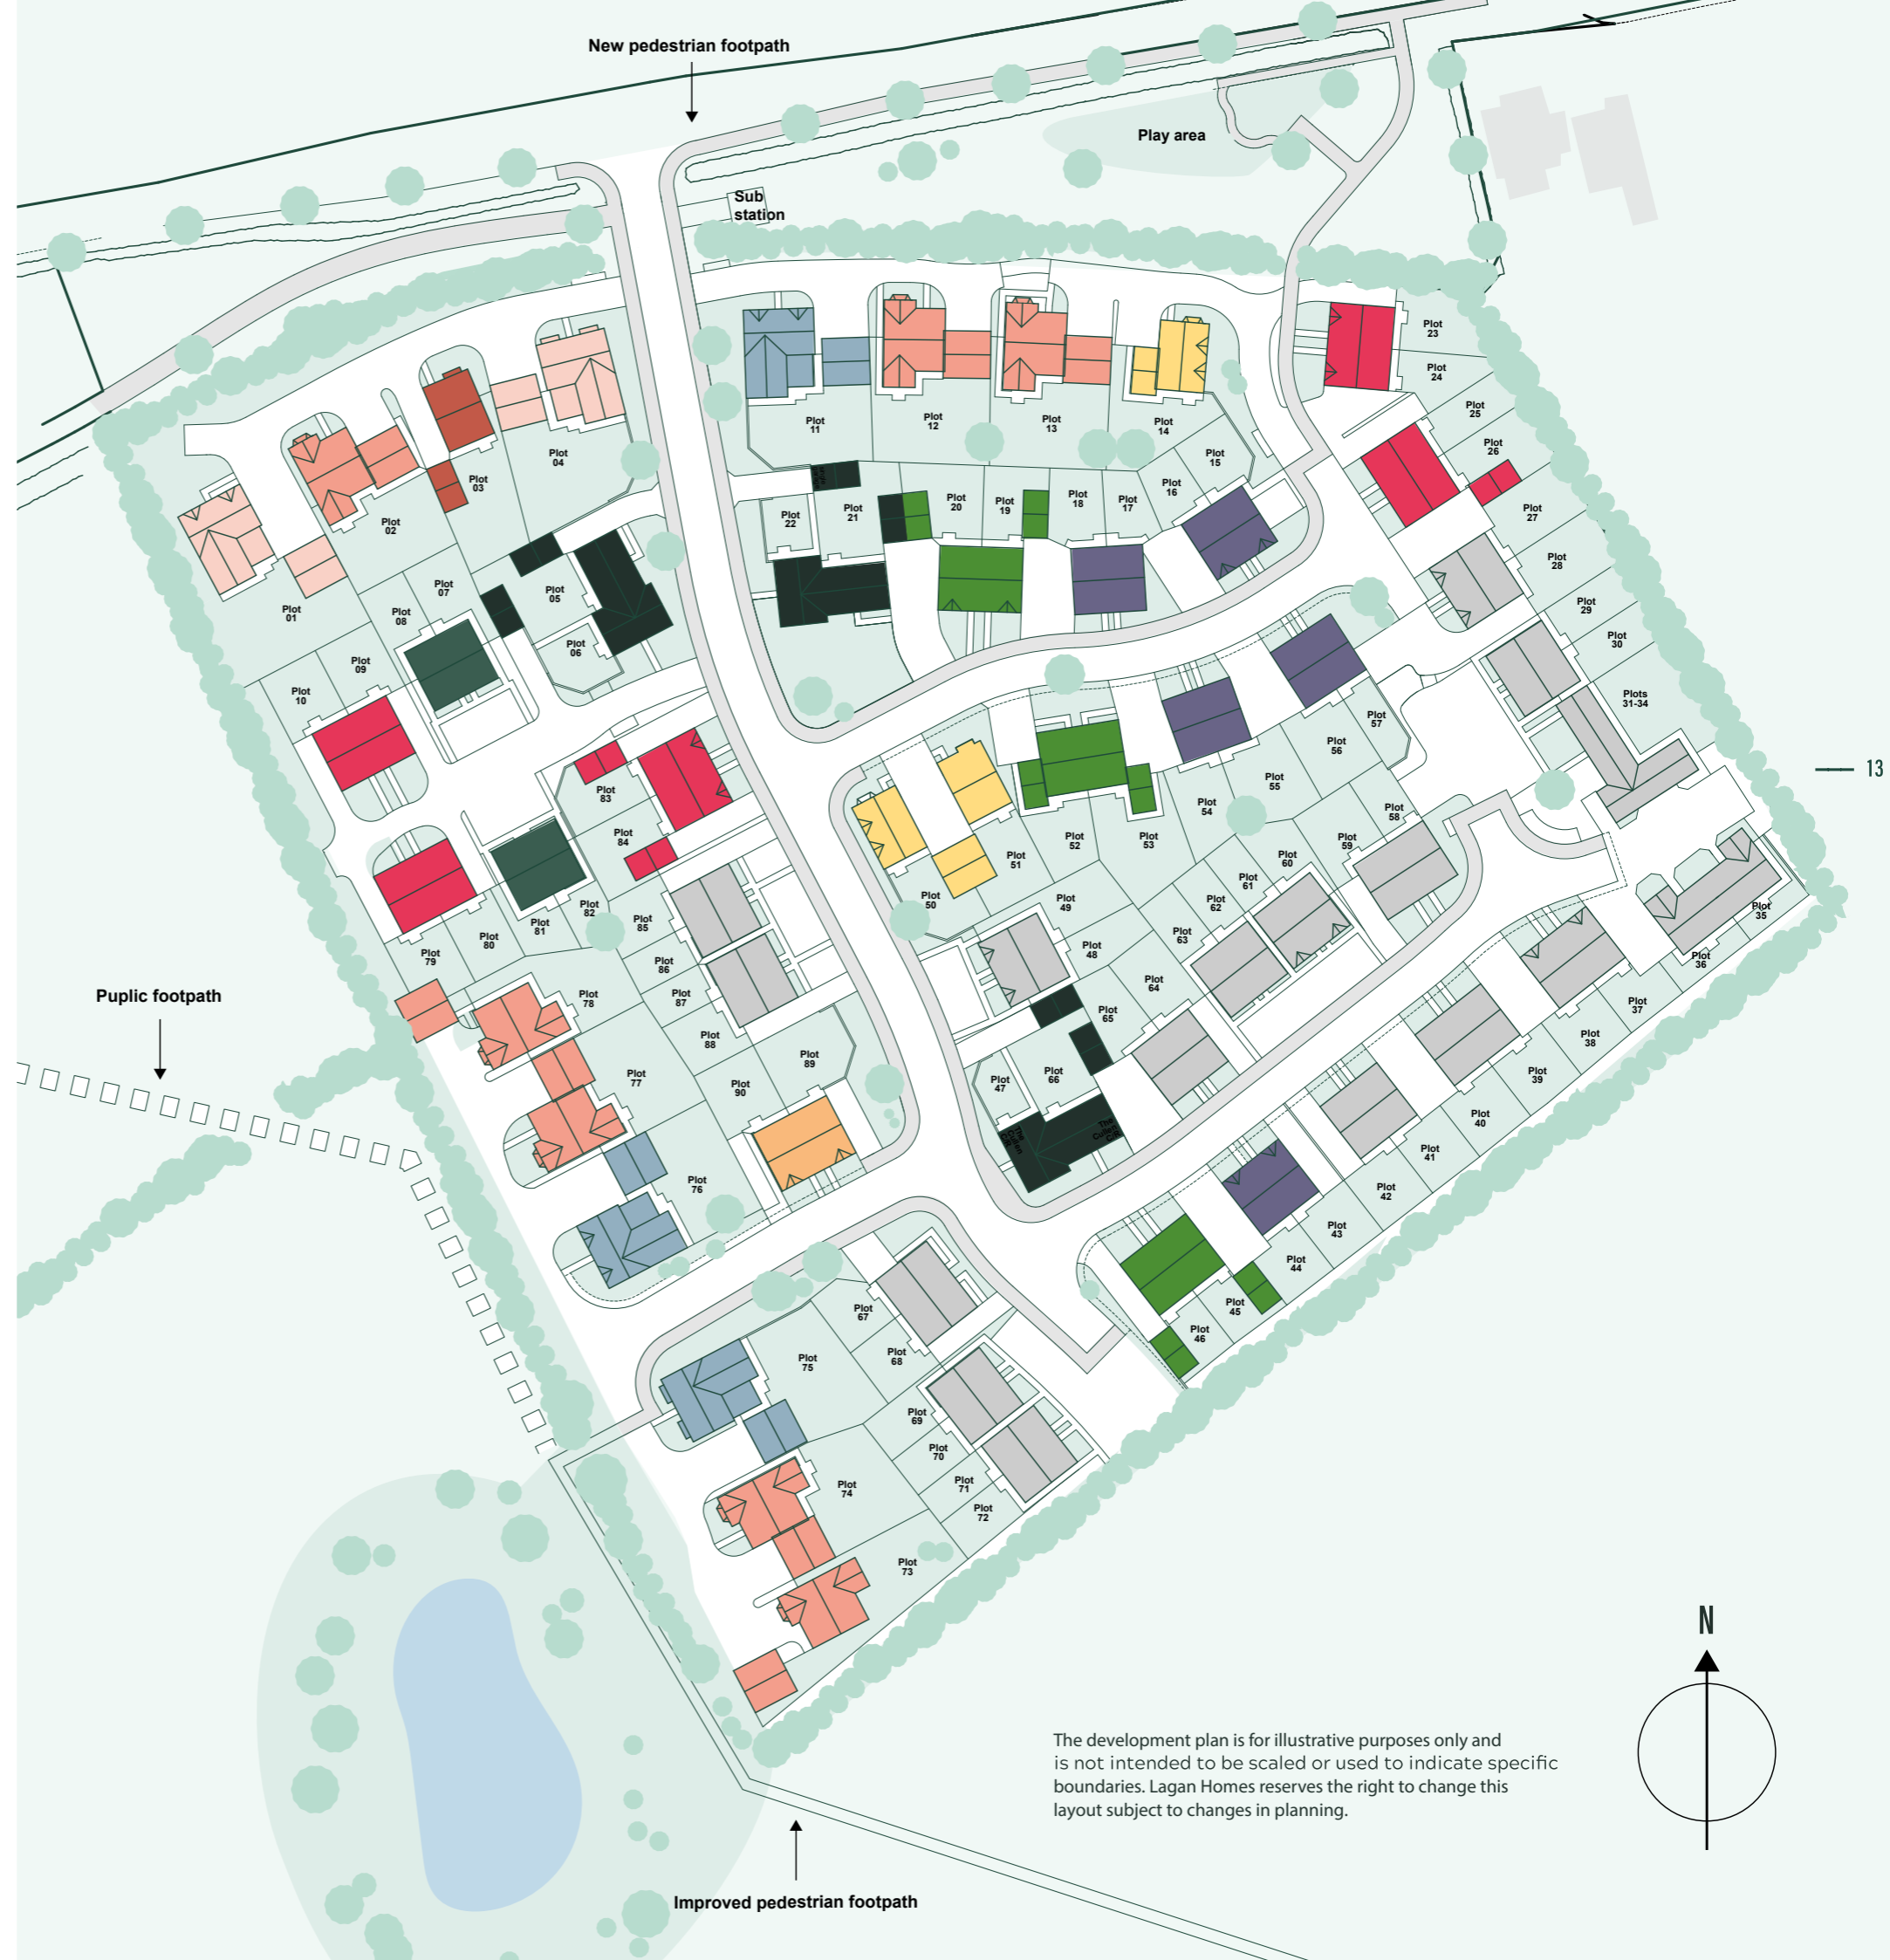 New pedestrian footpath
Play area
Sub
station
Plot
23
Plot
24
Plot
25
Plot
26
Plot
27
Plot
28
Plot
29
Plot
30
Plots
31-34
Plot
11
Plot
12
Plot
13
Plot
14
Plot
15
Plot
16
Plot
17
Plot
18
Plot
19
Plot
20
Plot
21
Plot
22
Plot
04
Plot
03
Plot
02
Plot
01
Plot
07
Plot
08
Plot
05
Plot
06
Plot
09
Plot
10
Plot
57
Plot
56
Plot
55
Plot
54
Plot
53
Plot
52
Plot
51
Plot
50
Plot
49
Plot
48
Plot
58
Plot
59
Plot
60
Plot
61
Plot
62
Plot
63
Plot
64
Plot
65
Plot
66
Plot
47
The
Cullen
C/R
The
Cullen
C/R
13
Plot
83
Plot
84
Plot
82
Plot
81
Plot
80
Plot
79
Plot
85
Plot
86
Plot
87
Plot
88
Plot
89
Plot
90
Plot
78
Plot
77
Plot
76
Plot
35
Plot
36
Plot
37
Plot
38
Plot
39
Plot
40
Plot
41
Plot
42
Plot
43
Plot
44
Plot
45
Plot
46
Puplic footpath
Plot
67
Plot
68
Plot
69
Plot
70
Plot
71
Plot
72
Plot
75
Plot
74
Plot
73
N
The development plan is for illustrative purposes only and
is not intended to be scaled or used to indicate specific
boundaries. Lagan Homes reserves the right to change this
layout subject to changes in planning.
Improved pedestrian footpath